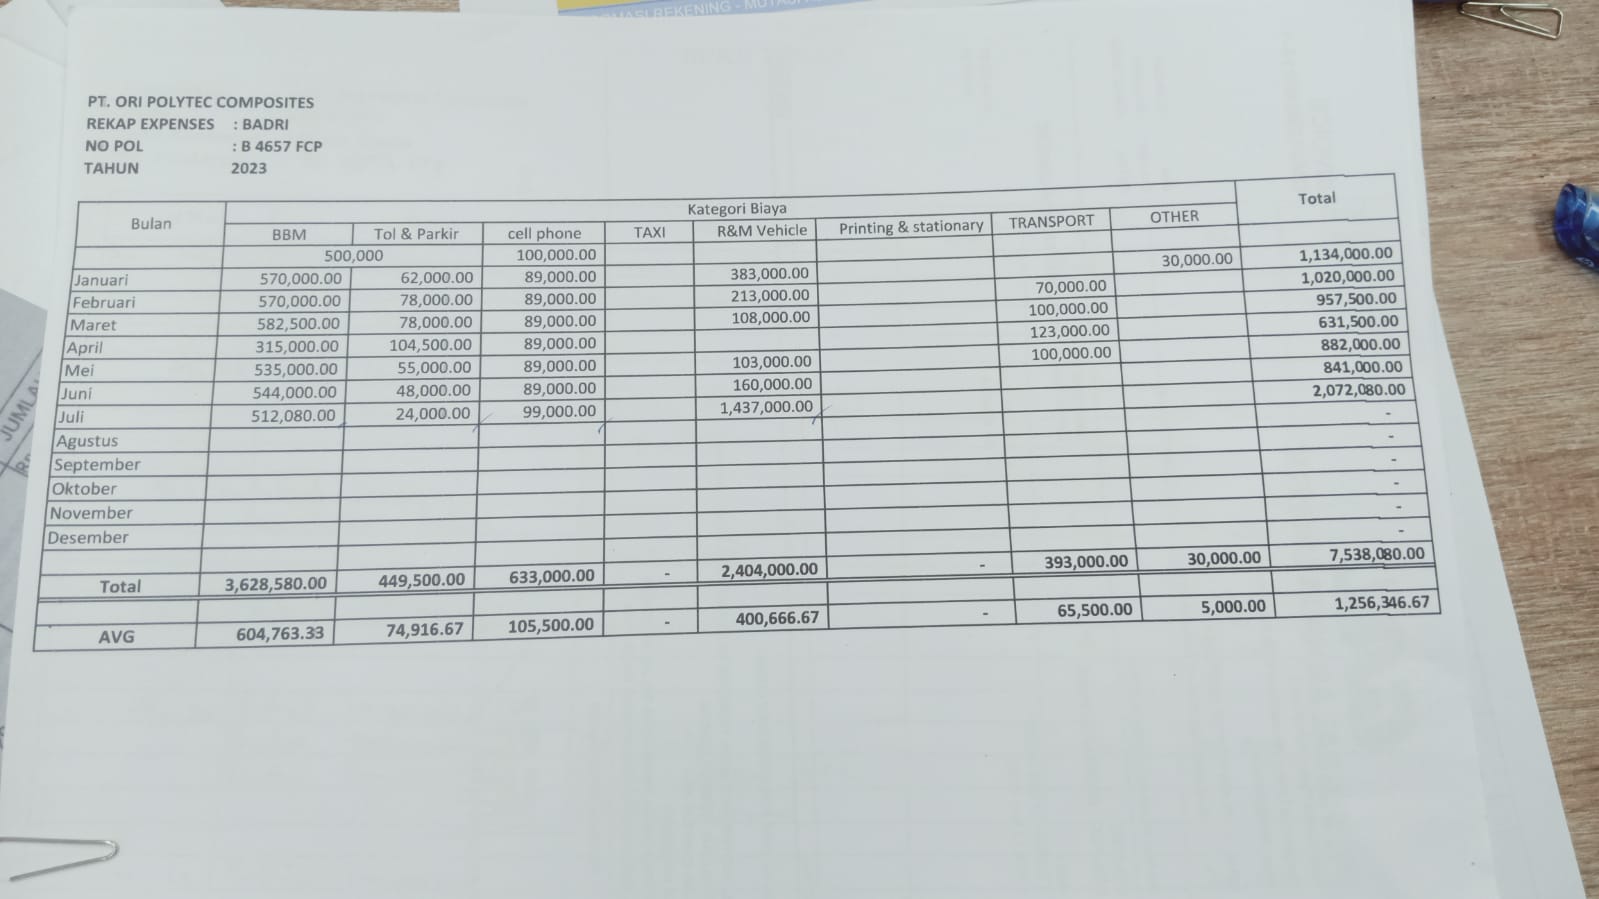 MASI REKENING - MUTASI
PT. ORI POLYTEC COMPOSITES
REKAP EXPENSES : BADRI
NO POL : B 4657 FCP
TAHUN 2023
Bulan Kategori Biaya Total
BBM Tol & Parkir cell phone TAXI R&M Vehicle Printing & stationary TRANSPORT OTHER
500,000 100,000.00
Januari 570,000.00 62,000.00 89,000.00 383,000.00 30,000.00 1,134,000.00
Februari 570,000.00 78,000.00 89,000.00 213,000.00 70,000.00 1,020,000.00
Maret 582,500.00 78,000.00 89,000.00 108,000.00 100,000.00 957,500.00
April 315,000.00 104,500.00 89,000.00 123,000.00 631,500.00
Mei 535,000.00 55,000.00 89,000.00 103,000.00 100,000.00 882,000.00
Juni 544,000.00 48,000.00 89,000.00 160,000.00 841,000.00
Juli 512,080.00 24,000.00 99,000.00 1,437,000.00 2,072,080.00
Agustus -
September -
Oktober -
November -
Desember -
-
Total 3,628,580.00 449,500.00 633,000.00 - 2,404,000.00 - 393,000.00 30,000.00 7,538,080.00
AVG 604,763.33 74,916.67 105,500.00 - 400,666.67 - 65,500.00 5,000.00 1,256,346.67
JUMLA